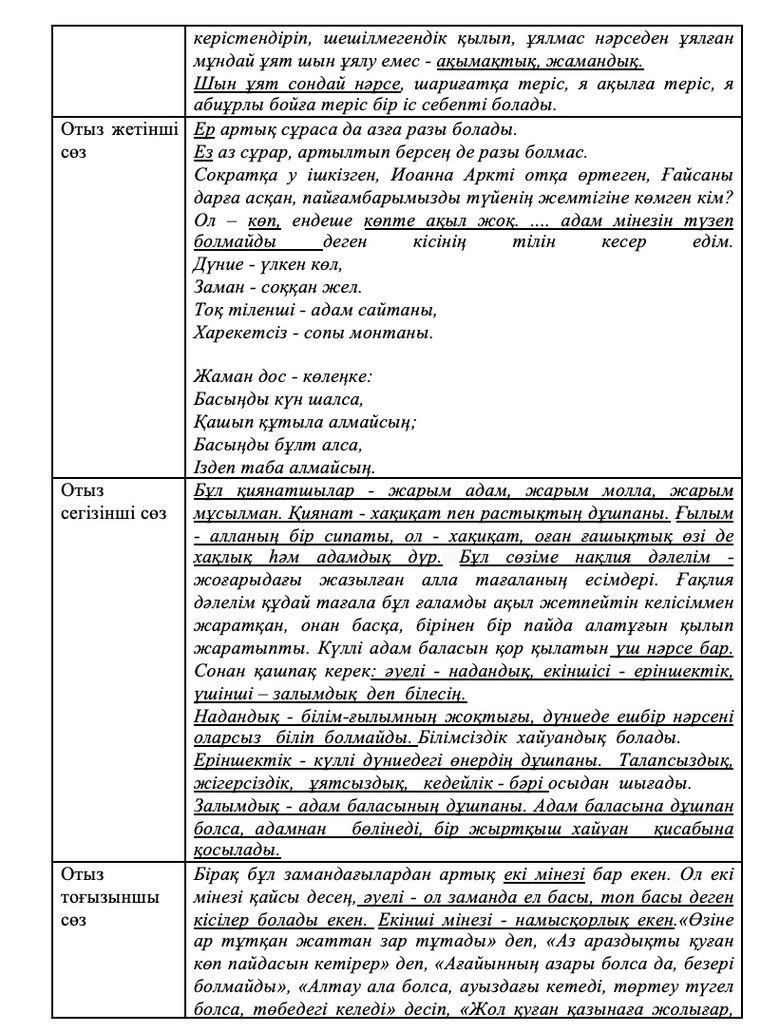 керістендіріп, шешілмегендік қылып, ұялмас нәрседен ұялған
мұндай ұят шын ұялу емес - ақымақтық, жамандық.
Шын ұят сондай нәрсе, шариғатқа теріс, я ақылға теріс, я
абиұрлы бойға теріс бір іс себепті болады.
Отыз жетінші
сөз
Ер артық сұраса да азға разы болады.
Ез аз сұрар, артылтып берсең де разы болмас.
Сократқа у ішкізген, Иоанна Аркті отқа өртеген, Ғайсаны
дарға асқан, пайғамбарымызды түйенің жемтігіне көмген кім?
Ол – көп, ендеше көпте ақыл жоқ. .... адам мінезін түзеп
болмайды деген кісінің тілін кесер едім.
Дүние - үлкен көл,
Заман - соққан жел.
Тоқ тіленші - адам сайтаны,
Харекетсіз - сопы монтаны.
Жаман дос - көлеңке:
Басыңды күн шалса,
Қашып құтыла алмайсың;
Басыңды бұлт алса,
Іздеп таба алмайсың.
Отыз
сегізінші сөз
Бұл қиянатшылар - жарым адам, жарым молла, жарым
мұсылман. Қиянат - хақиқат пен растықтың дұшпаны. Ғылым
- алланың бір сипаты, ол - хақиқат, оған ғашықтық өзі де
хақлық һәм адамдық дүр. Бұл сөзіме нақлия дәлелім -
жоғарыдағы жазылған алла тағаланың есімдері. Ғақлия
дәлелім құдай тағала бұл ғаламды ақыл жетпейтін келісіммен
жаратқан, онан басқа, бірінен бір пайда алатұғын қылып
жаратыпты. Күллі адам баласын қор қылатын үш нәрсе бар.
Сонан қашпақ керек: әуелі - надандық, екіншісі - еріншектік,
үшінші – залымдық деп білесің.
Надандық - білім-ғылымның жоқтығы, дүниеде ешбір нәрсені
оларсыз біліп болмайды. Білімсіздік хайуандық болады.
Еріншектік - күллі дүниедегі өнердің дұшпаны. Талапсыздық,
жігерсіздік, ұятсыздық, кедейлік - бәрі осыдан шығады.
Залымдық - адам баласының дұшпаны. Адам баласына дұшпан
болса, адамнан бөлінеді, бір жыртқыш хайуан қисабына
қосылады.
Отыз
тоғызыншы
сөз
Бірақ бұл замандағылардан артық екі мінезі бар екен. Ол екі
мінезі қайсы десең, әуелі - ол заманда ел басы, топ басы деген
кісілер болады екен. Екінші мінезі - намысқорлық екен.«Өзіне
ар тұтқан жаттан зар тұтады» деп, «Аз араздықты қуған
көп пайдасын кетірер» деп, «Ағайынның азары болса да, безері
болмайды», «Алтау ала болса, ауыздағы кетеді, төртеу түгел
болса, төбедегі келеді» десіп, «Жол қуған қазынаға жолығар,